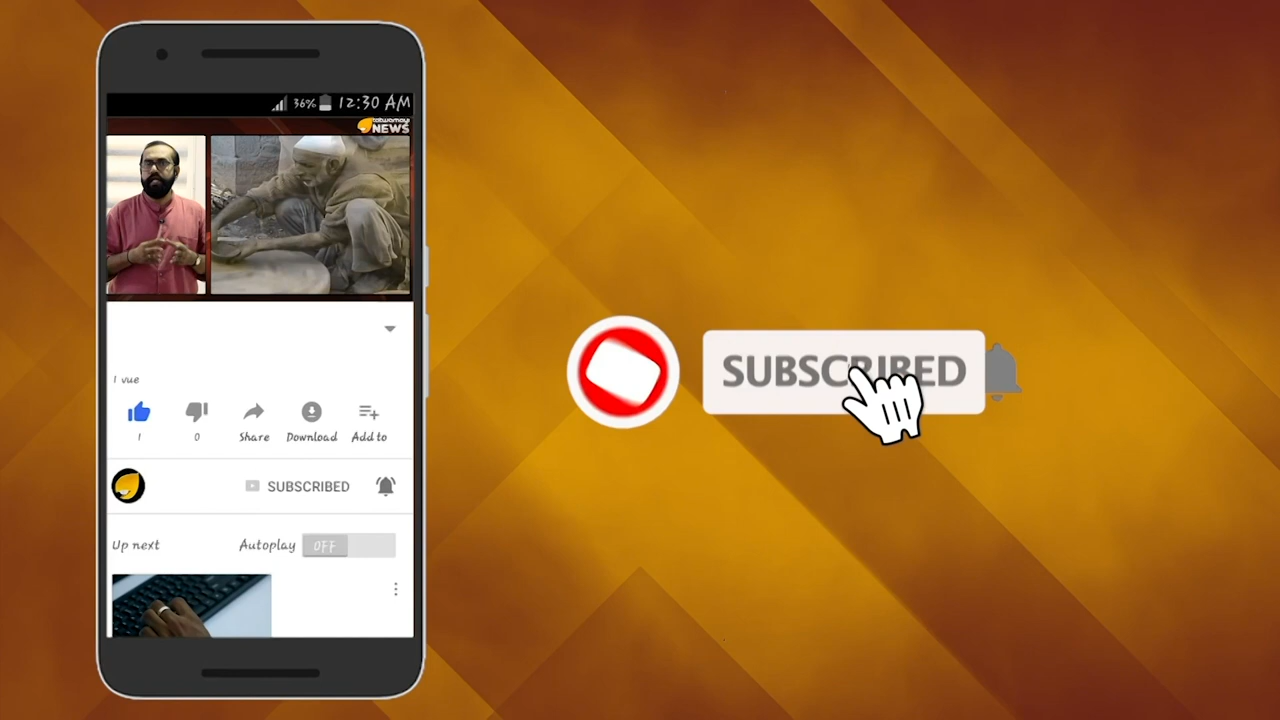 36% 12:30 AM
tatwamayi
NEWS
1 vue
1
0
Share
Download
Add to
SUBSCRIBED
Up next
Autoplay
OFF
SUBSCRIBED